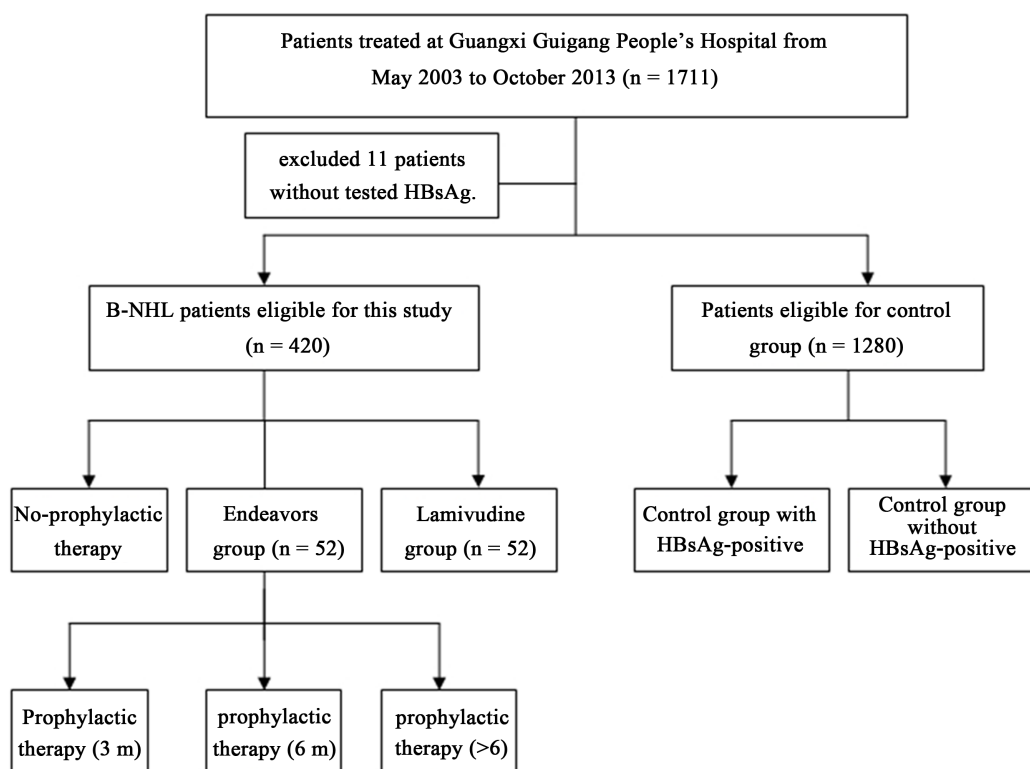 Patients treated at Guangxi Guigang People's Hospital from
May 2003 to October 2013 (n = 1711)
excluded 11 patients
without tested HBsAg.
B-NHL patients eligible for this study
(n = 420)
Patients eligible for control
group (n = 1280)
No-prophylactic
therapy
Endeavors
group (n = 52)
Lamivudine
group (n = 52)
Control group with
HBsAg-positive
Control group
without
HBsAg-positive
Prophylactic
therapy (3 m)
prophylactic
therapy (6 m)
prophylactic
therapy (>6)